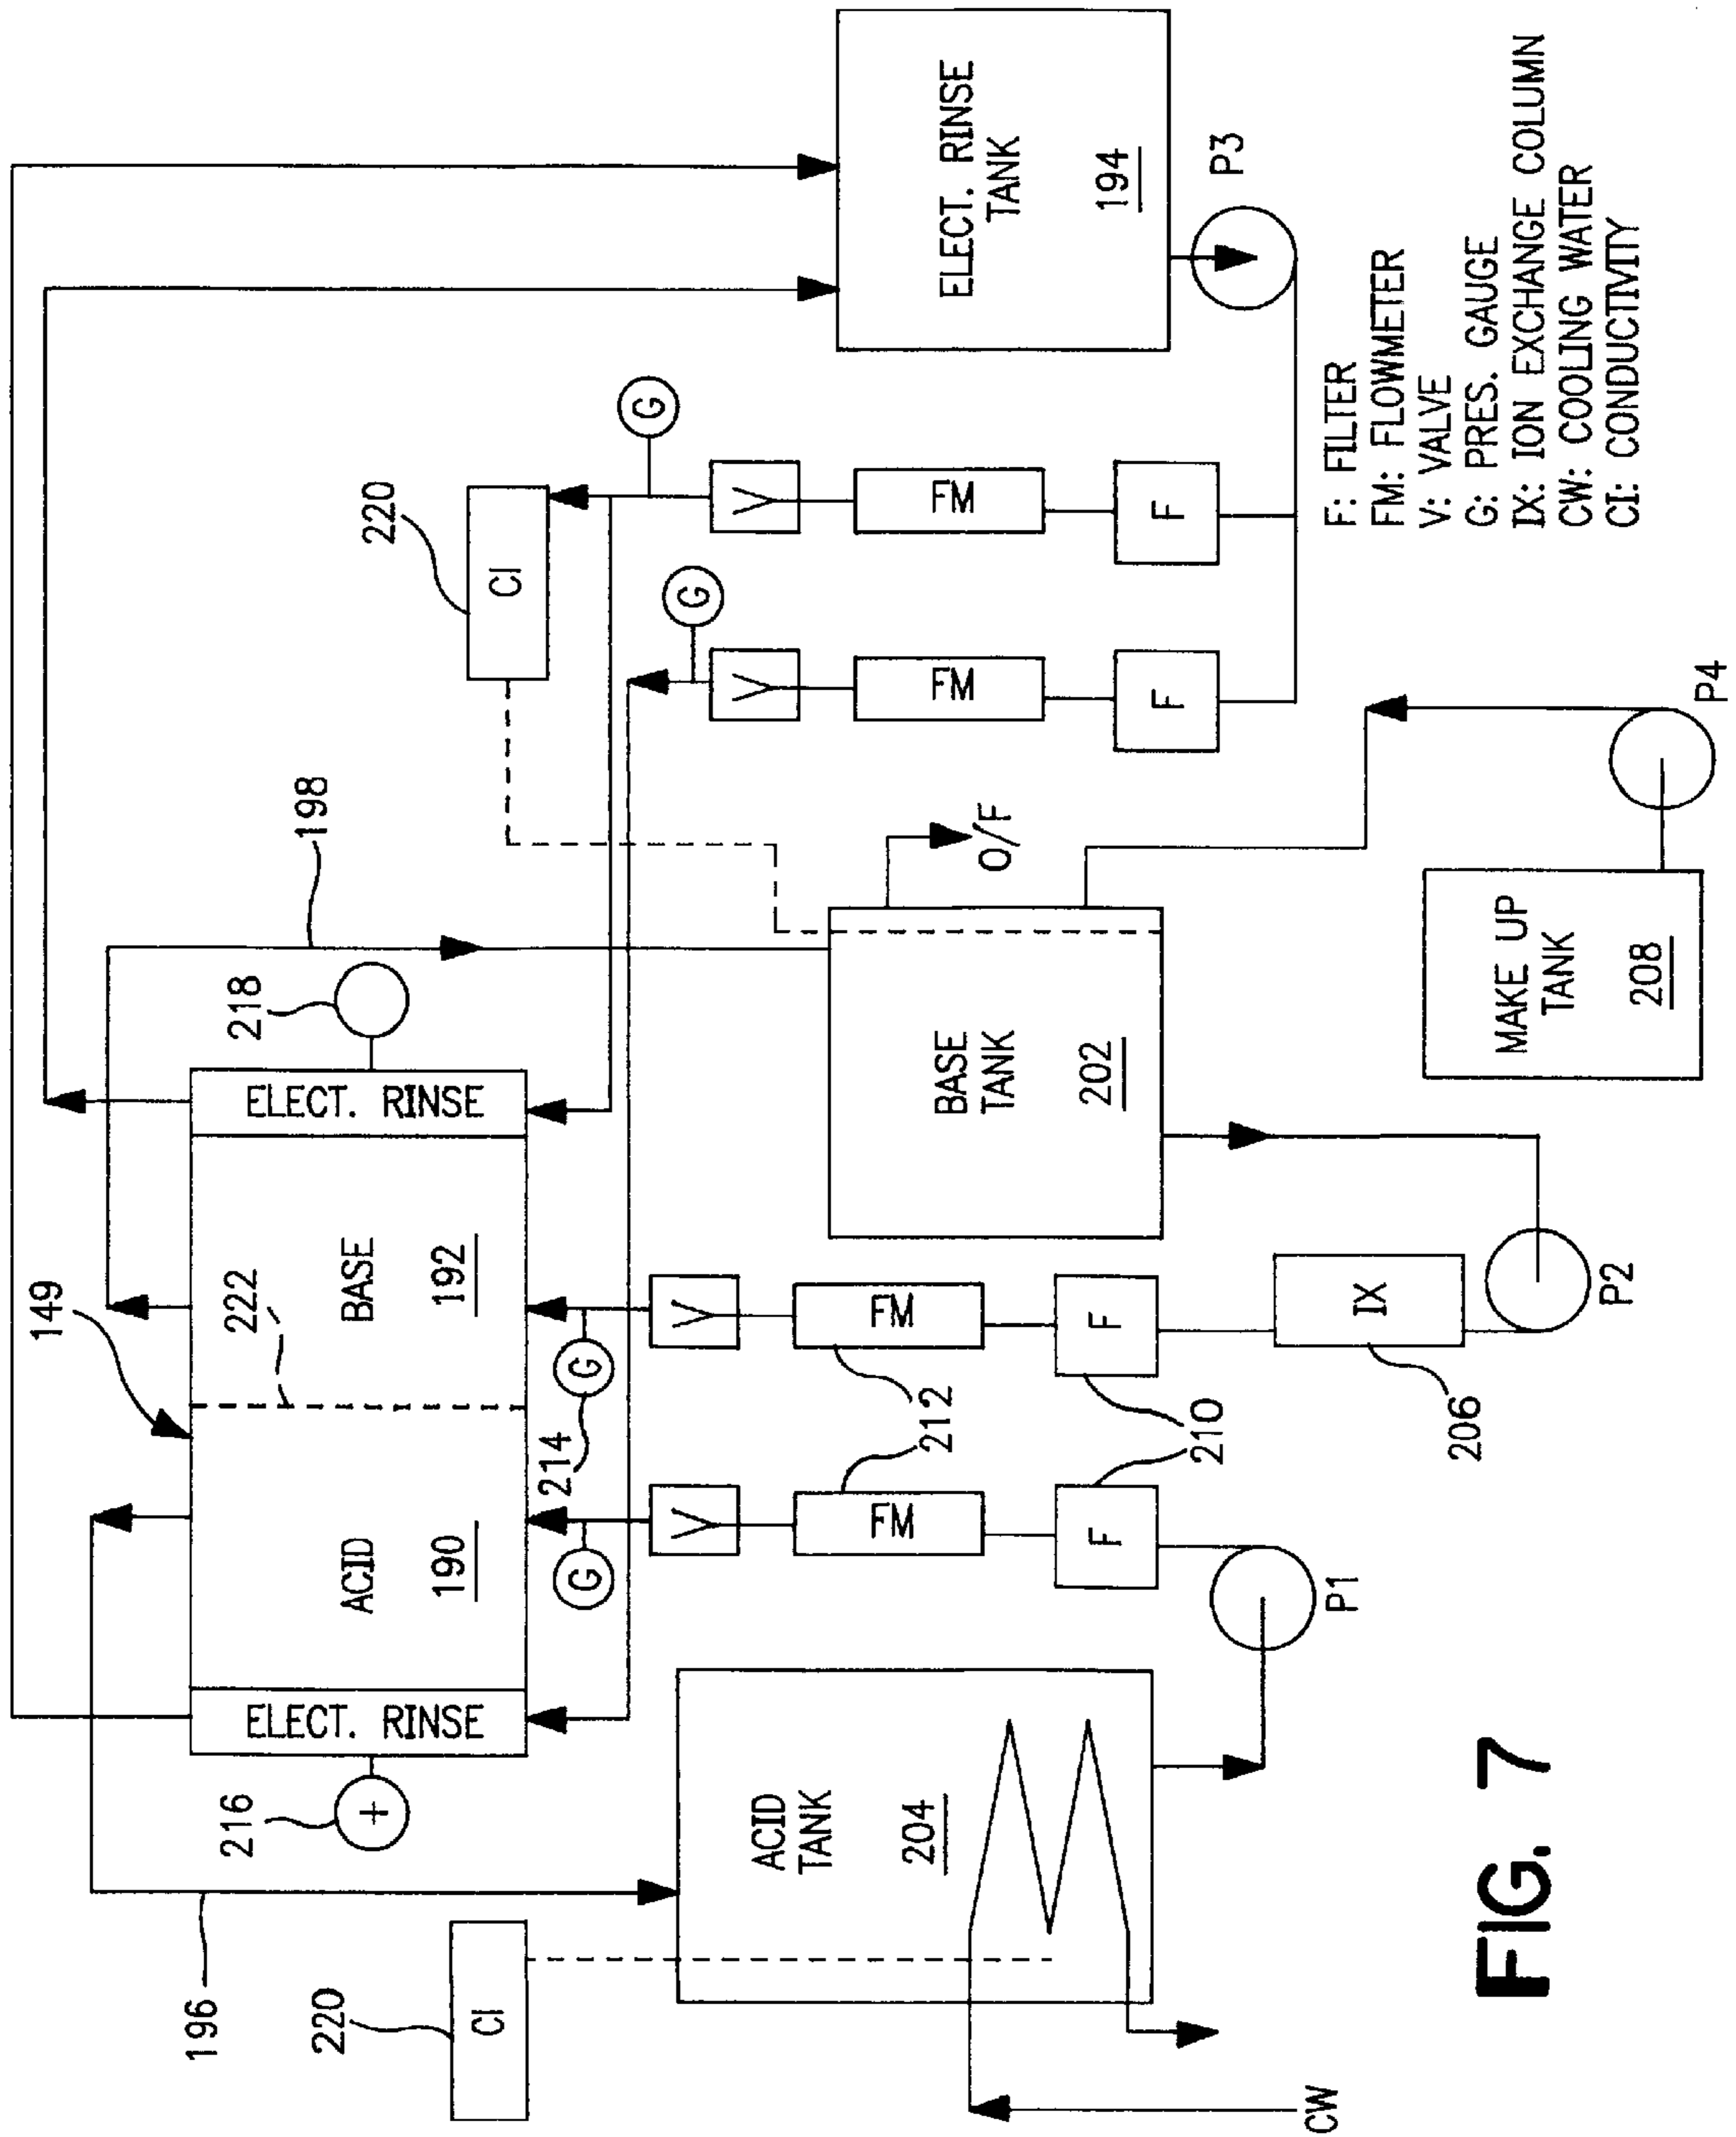 149
222
198
218
220
CI
ELECT. RINSE
ACID
190
BASE
192
ELECT. RINSE
216
+
196
220
CI
G
214
G
G
G
V
V
V
V
FM
212
FM
FM
FM
F
210
F
F
F
ACID
TANK
204
BASE
TANK
202
O/F
ELECT. RINSE
TANK
194
P3
P1
IX
206
P2
MAKE UP
TANK
208
P4
CW
F: FILTER
FM: FLOWMETER
V: VALVE
G: PRES. GAUGE
IX: ION EXCHANGE COLUMN
CW: COOLING WATER
CI: CONDUCTIVITY
FIG. 7